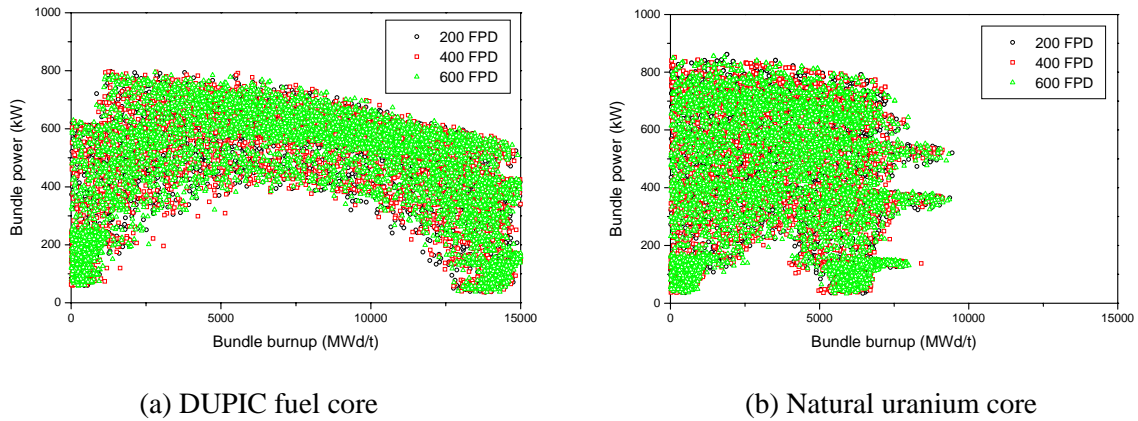 1000
800
600
400
200
0
Bundle power (kW)
200 FPD
400 FPD
600 FPD
0 5000 10000 15000
Bundle burnup (MWd/t)
(a) DUPIC fuel core
1000
800
600
400
200
0
Bundle power (kW)
200 FPD
400 FPD
600 FPD
0 5000 10000 15000
Bundle burnup (MWd/t)
(b) Natural uranium core